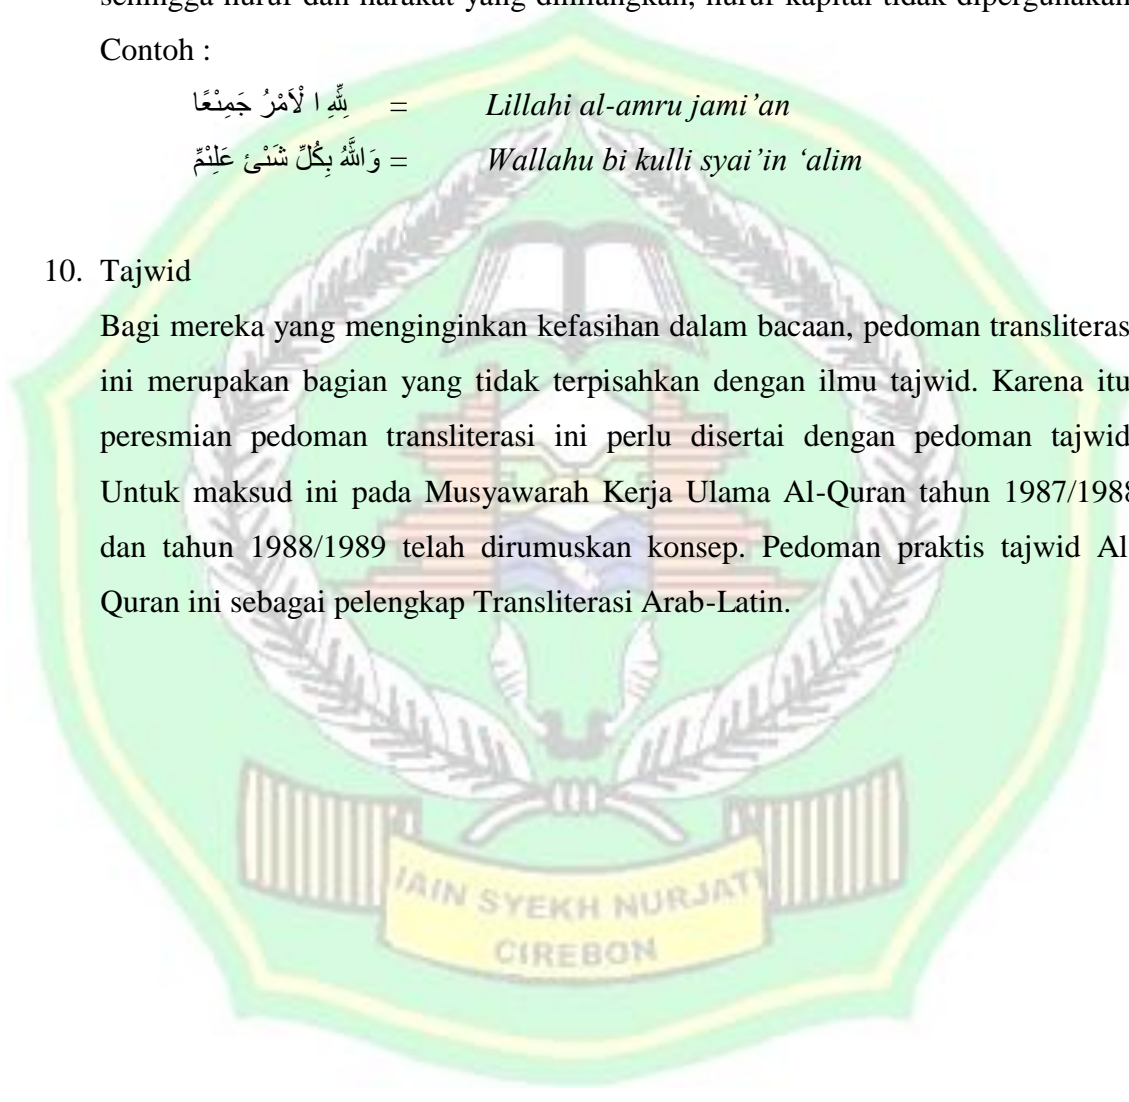 sehingga huruf dan harakat yang dihilangkan, huruf kapital tidak dipergunakan
Contoh :
لِلّٰهِ ا لْاَمْرُ جَمِيْعًا = Lillahi al-amru jami’an
وَاللّٰهُ بِكُلِّ شَيْئ عَلِيْمٌ = Wallahu bi kulli syai’in ‘alim
10. Tajwid
Bagi mereka yang menginginkan kefasihan dalam bacaan, pedoman transliteras
ini merupakan bagian yang tidak terpisahkan dengan ilmu tajwid. Karena itu
peresmian pedoman transliterasi ini perlu disertai dengan pedoman tajwid
Untuk maksud ini pada Musyawarah Kerja Ulama Al-Quran tahun 1987/1988
dan tahun 1988/1989 telah dirumuskan konsep. Pedoman praktis tajwid Al
Quran ini sebagai pelengkap Transliterasi Arab-Latin.
IAIN SYEKH NURJATI
CIREBON